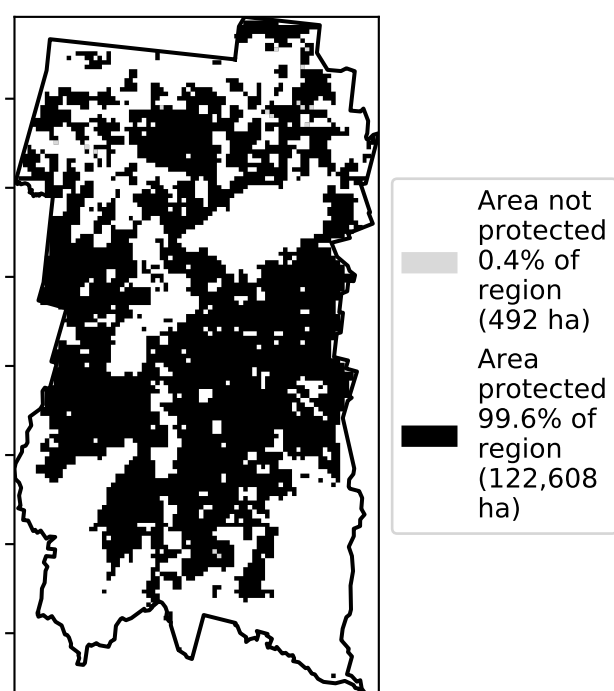 Area not
protected
0.4% of
region
(492 ha)
Area
protected
99.6% of
region
(122,608
ha)